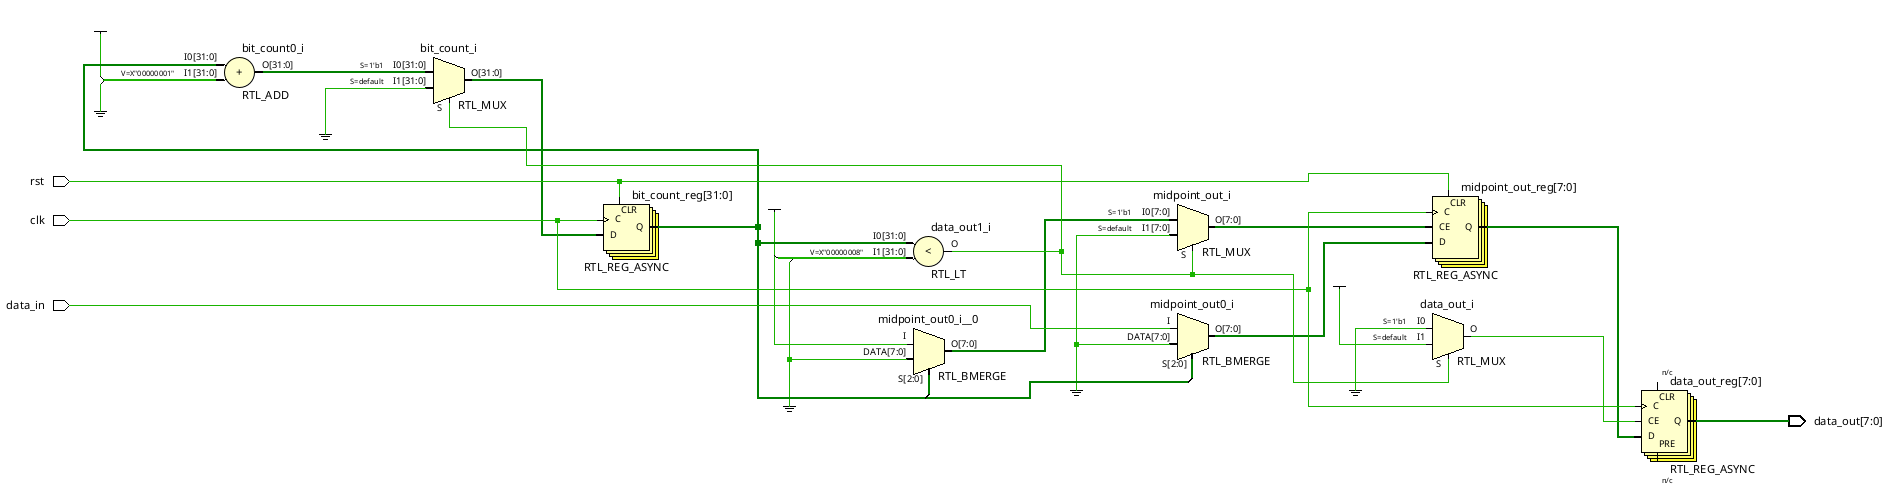 bit_count0_i
I0[31:0]
V=X"00000001" I1[31:0]
+
O[31:0]
RTL_ADD
bit_count_i
S=1'b1 I0[31:0]
S=default I1[31:0]
O[31:0]
S
RTL_MUX
rst
clk
data_in
bit_count_reg[31:0]
CLR
C
Q
D
RTL_REG_ASYNC
data_out1_i
I0[31:0]
V=X"00000008" I1[31:0]
<
O
RTL_LT
midpoint_out0_i__0
I
DATA[7:0]
O[7:0]
S[2:0]
RTL_BMERGE
midpoint_out_i
S=1'b1 I0[7:0]
S=default I1[7:0]
O[7:0]
S
RTL_MUX
midpoint_out0_i
I
DATA[7:0]
O[7:0]
S[2:0]
RTL_BMERGE
midpoint_out_reg[7:0]
CLR
C
CE
Q
D
RTL_REG_ASYNC
data_out_i
S=1'b1 I0
S=default I1
O
S
RTL_MUX
n/c
data_out_reg[7:0]
CLR
C
CE
Q
D
PRE
RTL_REG_ASYNC
n/c
data_out[7:0]